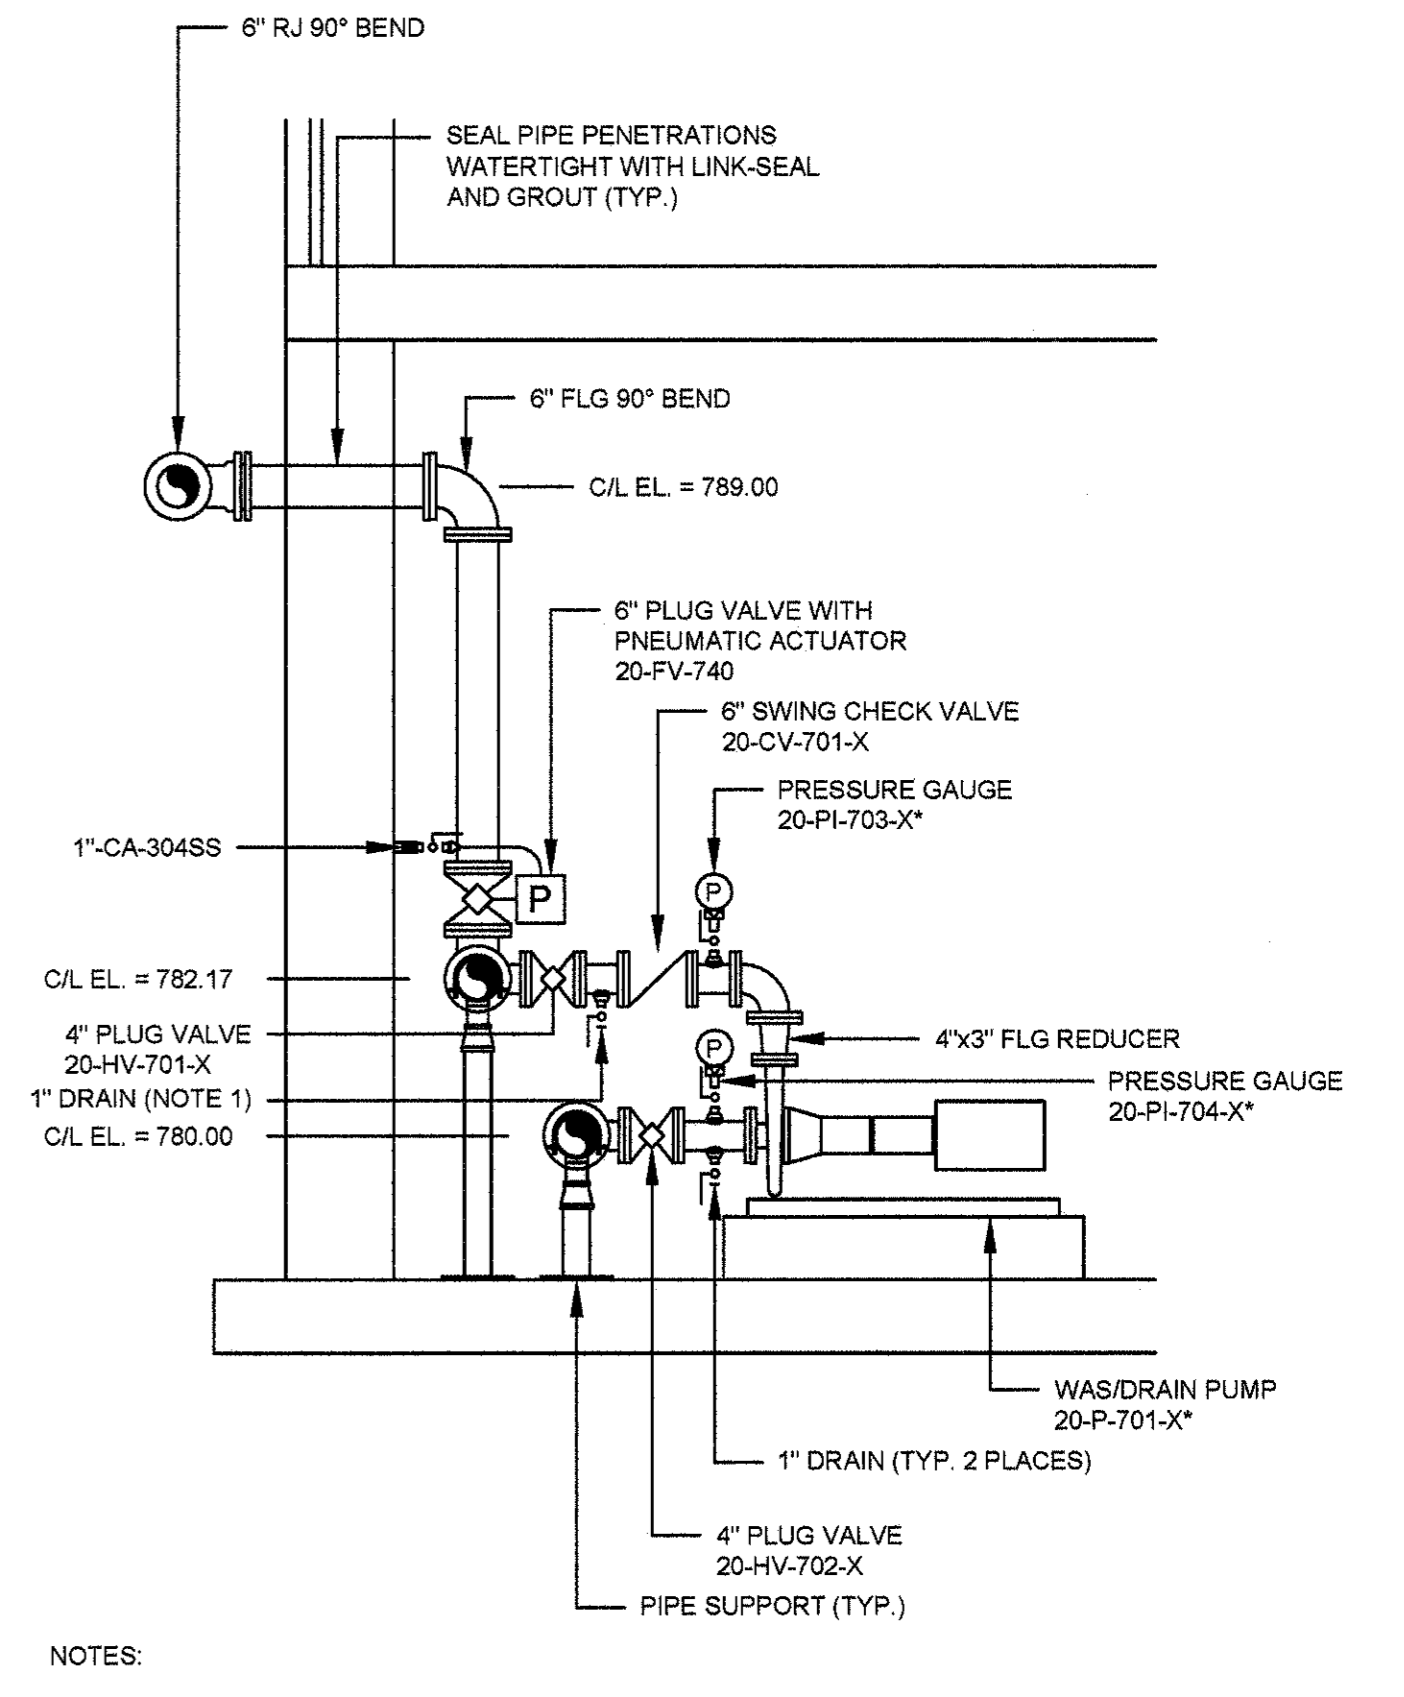 6" RJ 90° BEND
SEAL PIPE PENETRATIONS
WATERTIGHT WITH LINK-SEAL
AND GROUT (TYP.)
6" FLG 90° BEND
C/L EL. = 789.00
6" PLUG VALVE WITH
PNEUMATIC ACTUATOR
20-FV-740
6" SWING CHECK VALVE
20-CV-701-X
PRESSURE GAUGE
20-PI-703-X*
1"-CA-304SS
P
P
C/L EL. = 782.17
4" PLUG VALVE
20-HV-701-X
1" DRAIN (NOTE 1)
C/L EL. = 780.00
P
4"x3" FLG REDUCER
PRESSURE GAUGE
20-PI-704-X*
WAS/DRAIN PUMP
20-P-701-X*
1" DRAIN (TYP. 2 PLACES)
4" PLUG VALVE
20-HV-702-X
PIPE SUPPORT (TYP.)
NOTES: